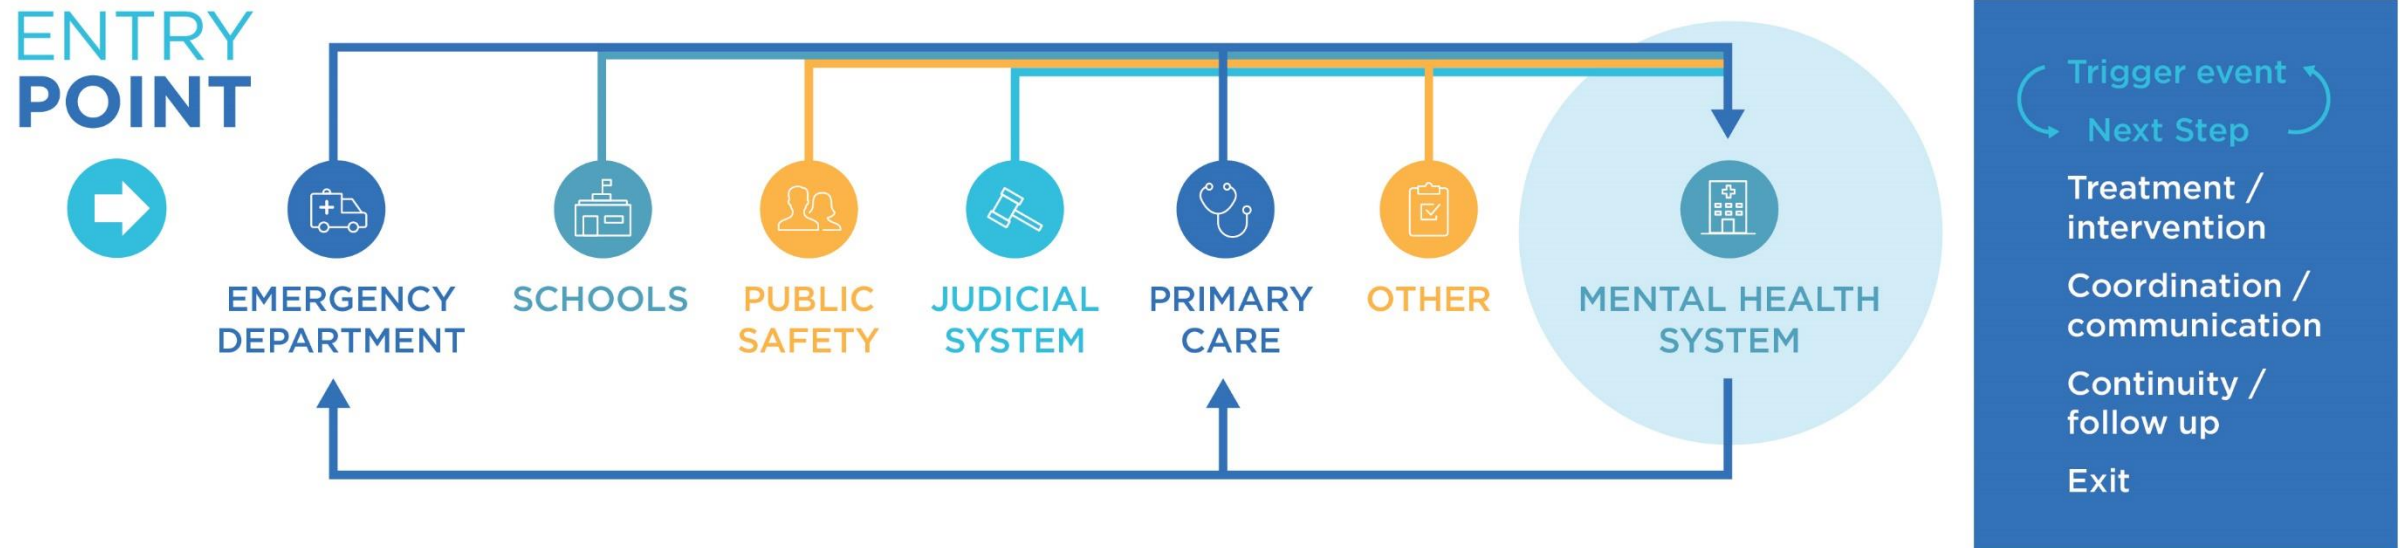 ENTRY
POINT
EMERGENCY
DEPARTMENT
SCHOOLS
PUBLIC
SAFETY
JUDICIAL
SYSTEM
PRIMARY
CARE
OTHER
MENTAL HEALTH
SYSTEM
Trigger event
Next Step
Treatment /
intervention
Coordination /
communication
Continuity /
follow up
Exit